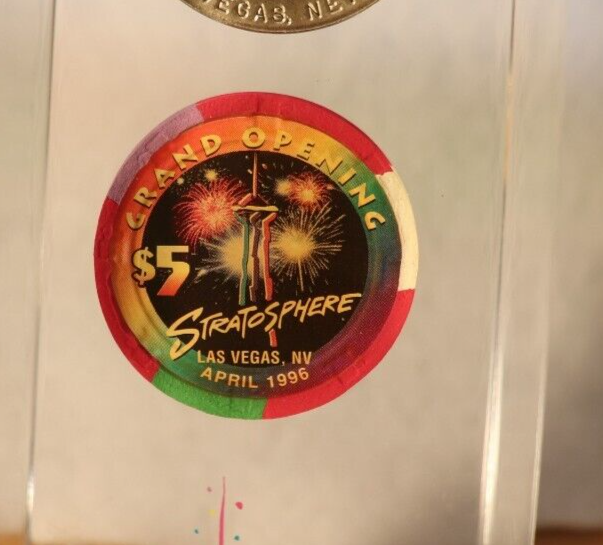 VEGAS, NE
GRAND OPENING
$5
STRATOSPHERE
LAS VEGAS, NV
APRIL 1996